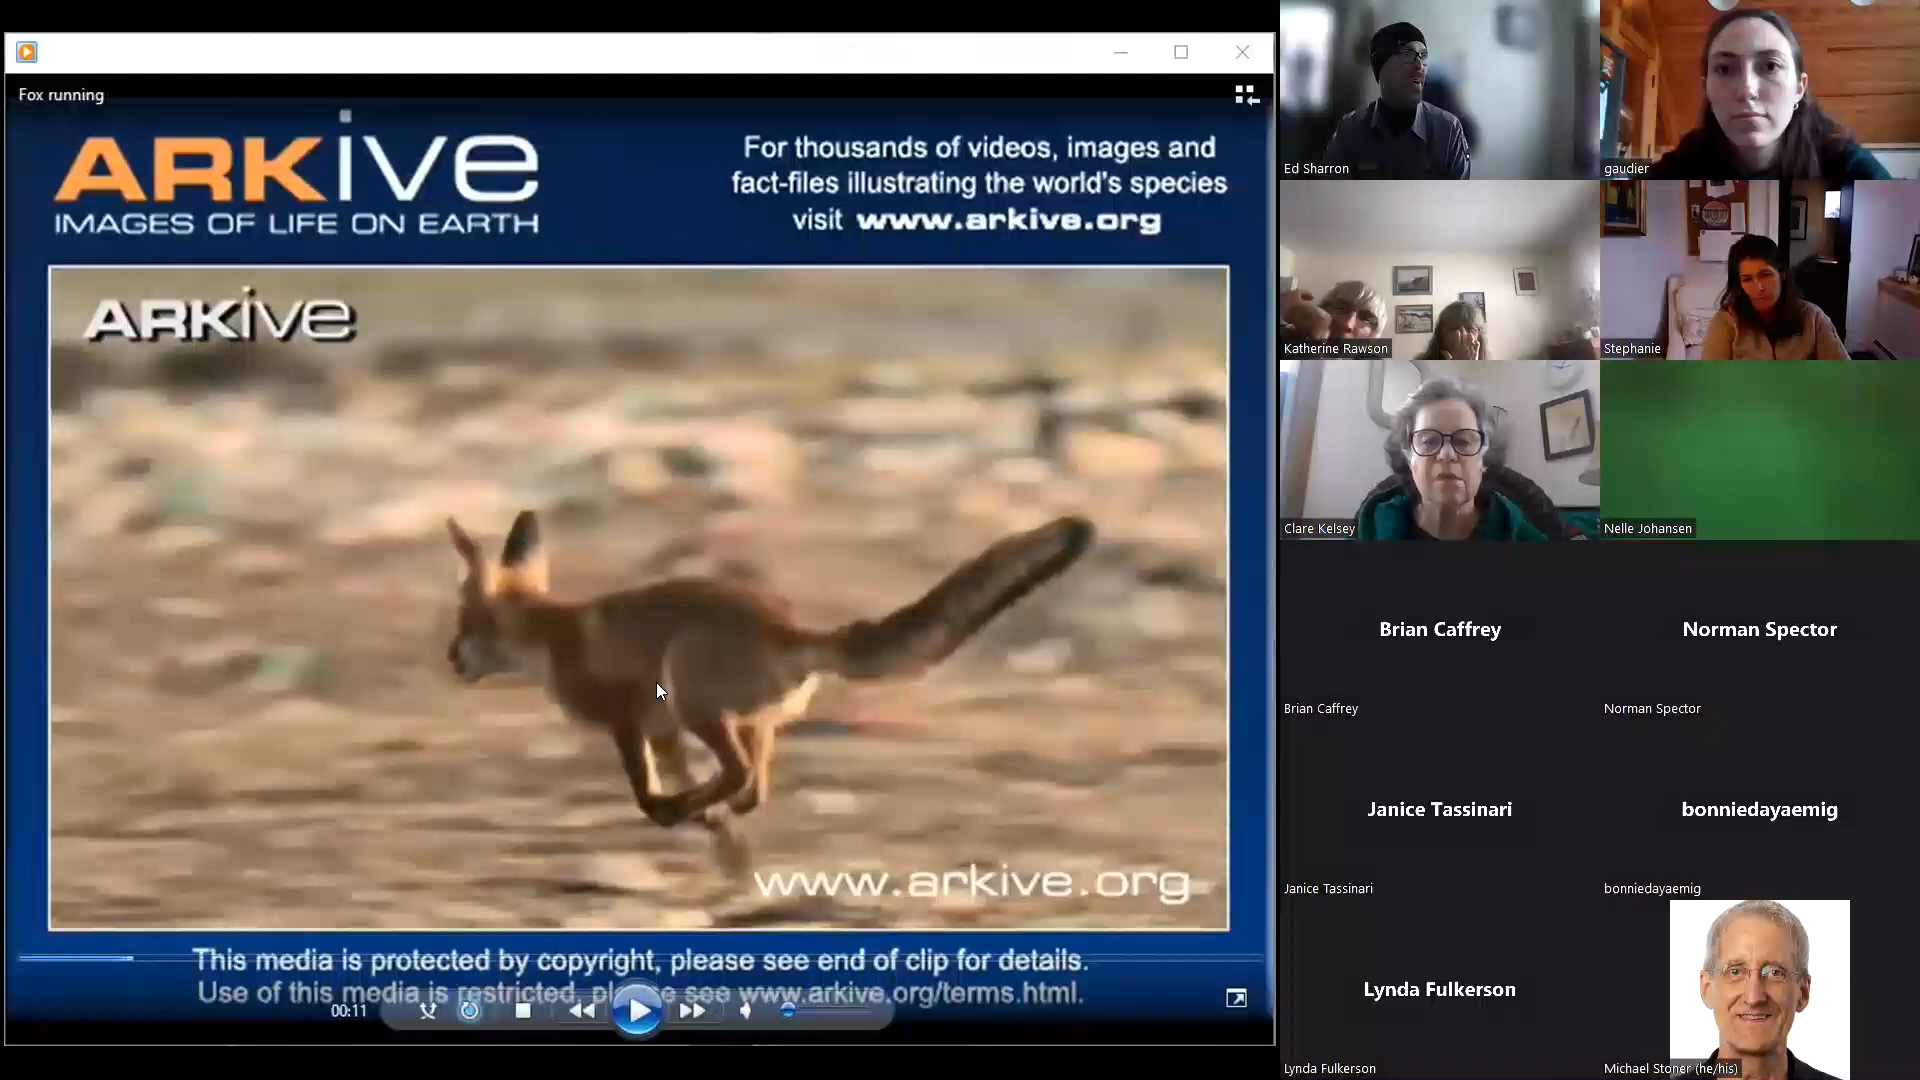 Fox running
ARKive
IMAGES OF LIFE ON EARTH
For thousands of videos, images and
fact-files illustrating the world's species
visit www.arkive.org
ARKive
www.arkive.org
This media is protected by copyright, please see end of clip for details.
Use of this media is restricted, please see www.arkive.org/terms.html.
00:11
Ed Sharron
gaudier
Katherine Rawson
Stephanie
Clare Kelsey
Nelle Johansen
Brian Caffrey
Norman Spector
Brian Caffrey
Norman Spector
Janice Tassinari
bonniedayaemig
Janice Tassinari
bonniedayaemig
Lynda Fulkerson
Lynda Fulkerson
Michael Stoner (he/his)